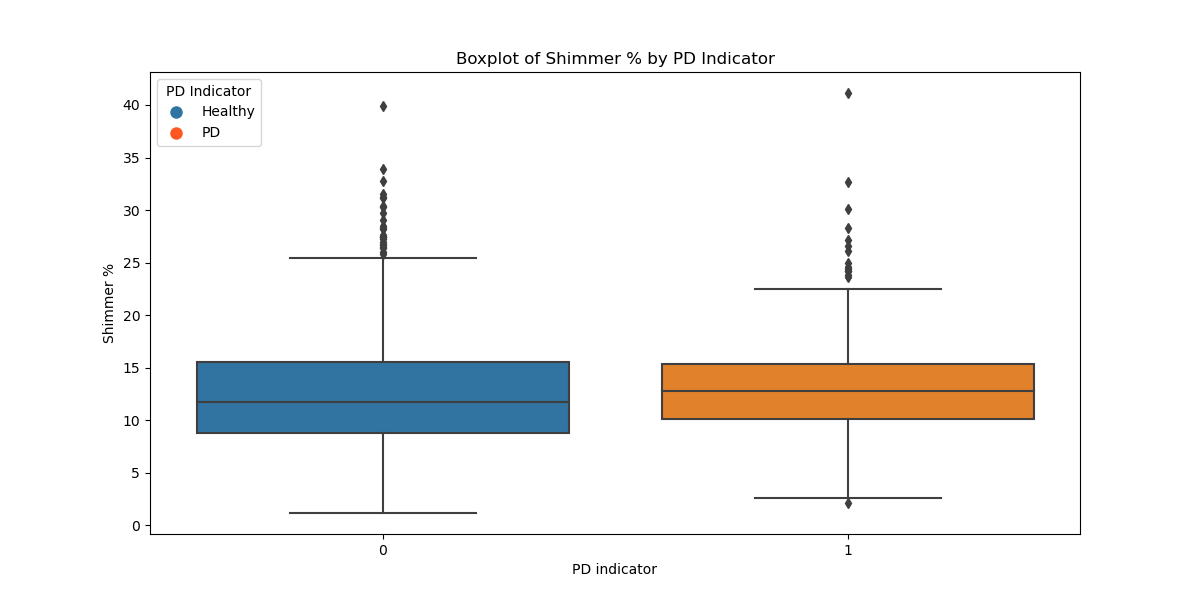 Boxplot of Shimmer % by PD Indicator
PD Indicator
Healthy
PD
Shimmer %
40
35
30
25
20
15
10
5
0
0
1
PD indicator